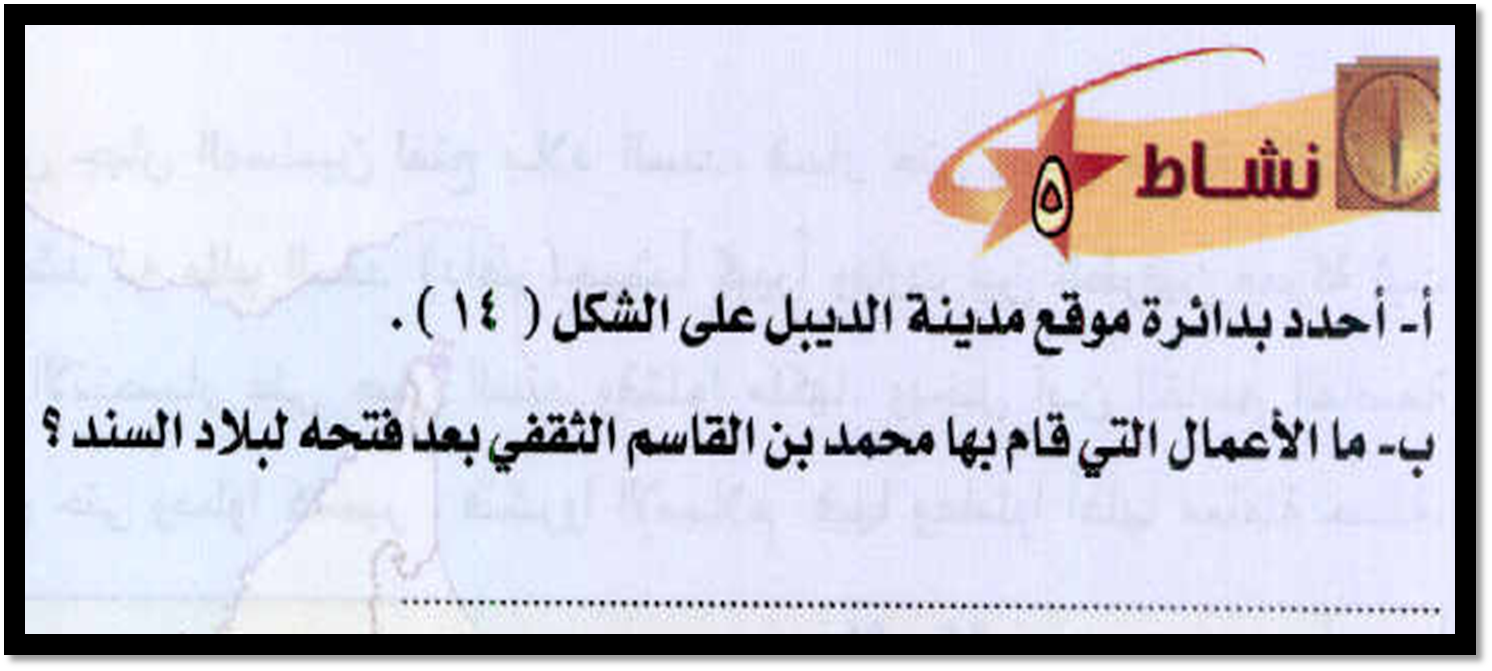 نشاط ٥
أ- أحدد بدائرة موقع مدينة الديبل على الشكل ( ١٤ ) .
ب- ما الأعمال التي قام بها محمد بن القاسم الثقفي بعد فتحه لبلاد السند ؟